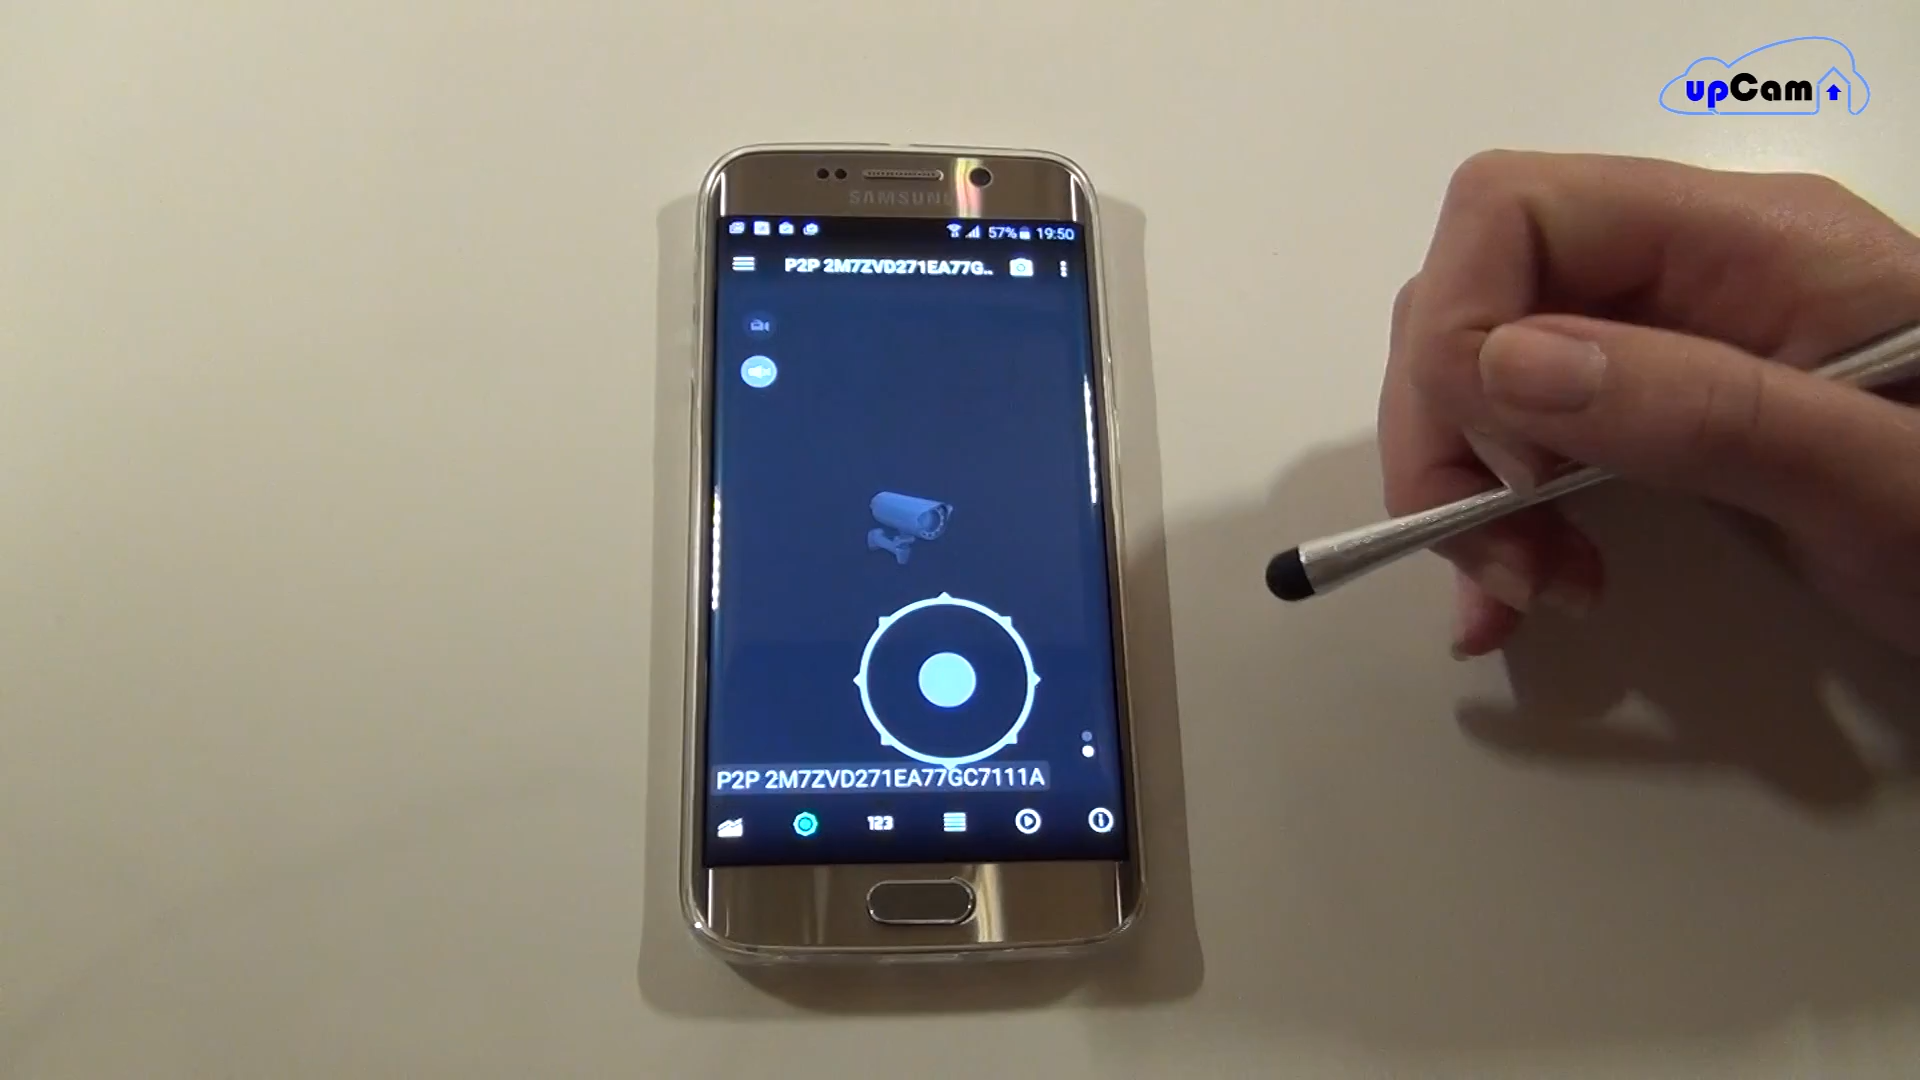 upCam
SAMSUNG
57% 19:50
P2P 2M7ZVD271EA77G..
P2P 2M7ZVD271EA77GC7111A
123